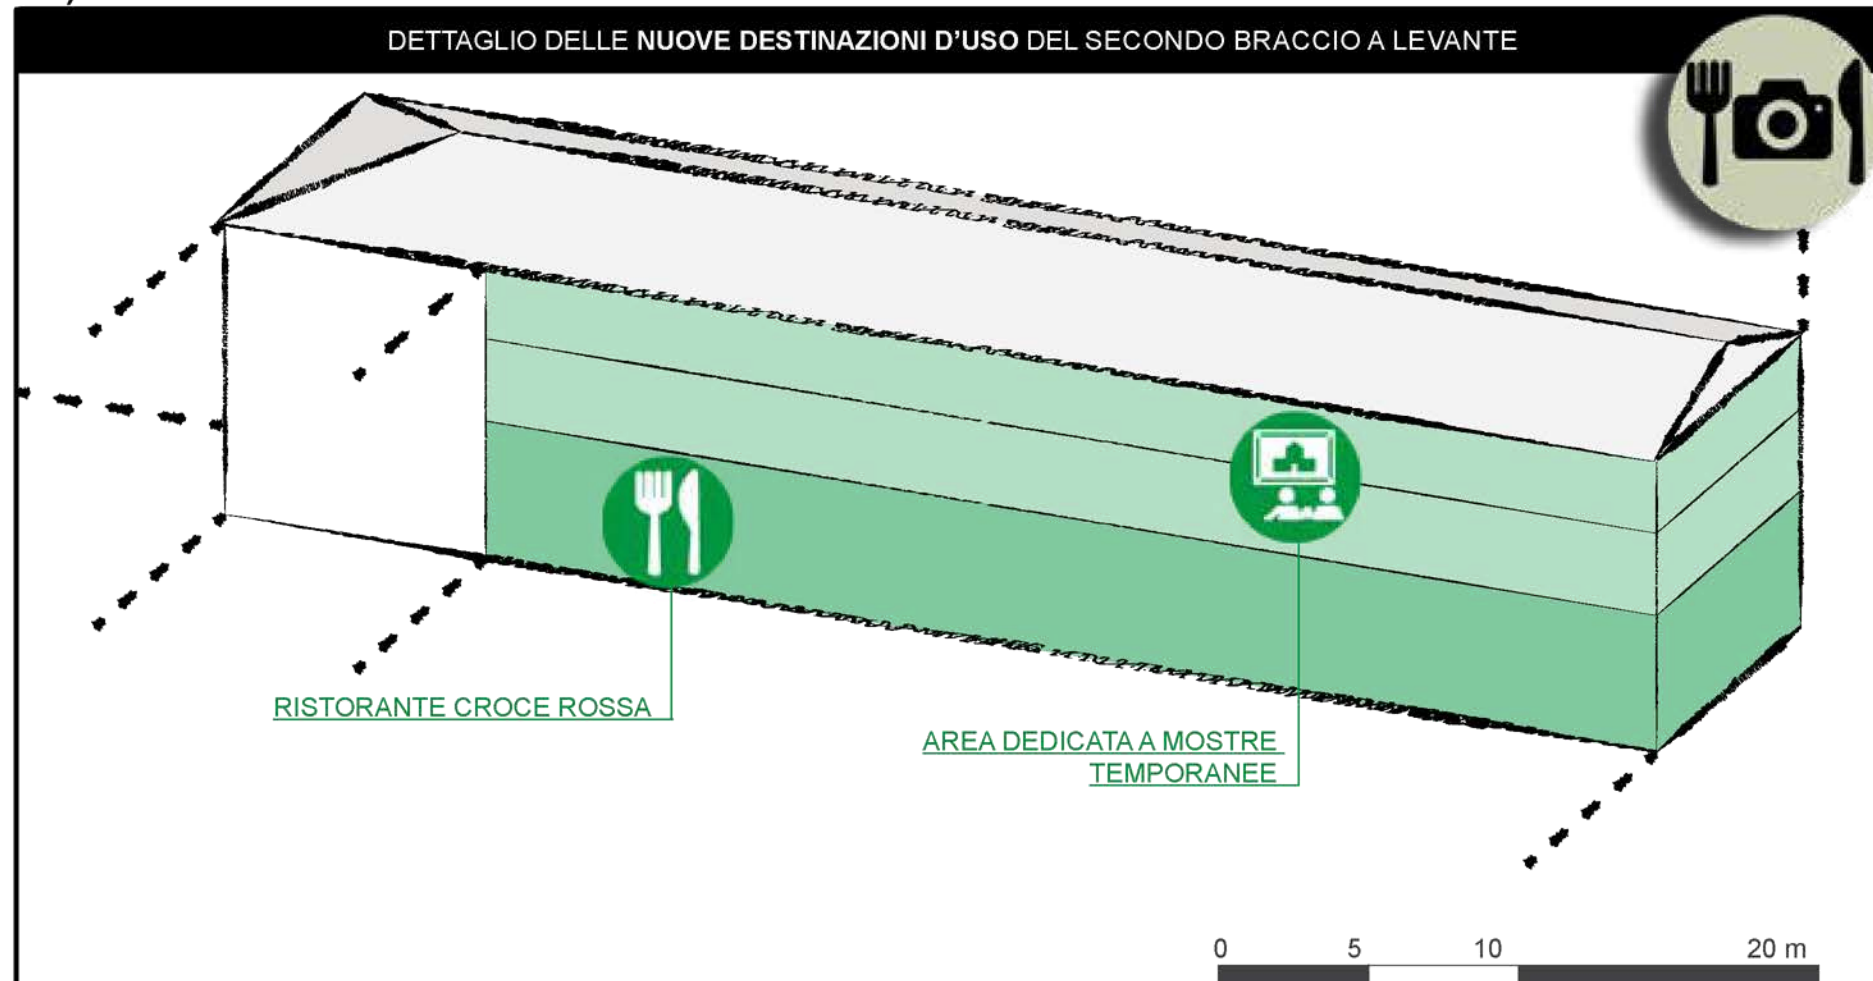 DETTAGLIO DELLE NUOVE DESTINAZIONI D'USO DEL SECONDO BRACCIO A LEVANTE
RISTORANTE CROCE ROSSA
AREA DEDICATA A MOSTRE
TEMPORANEE
0 5 10 20 m